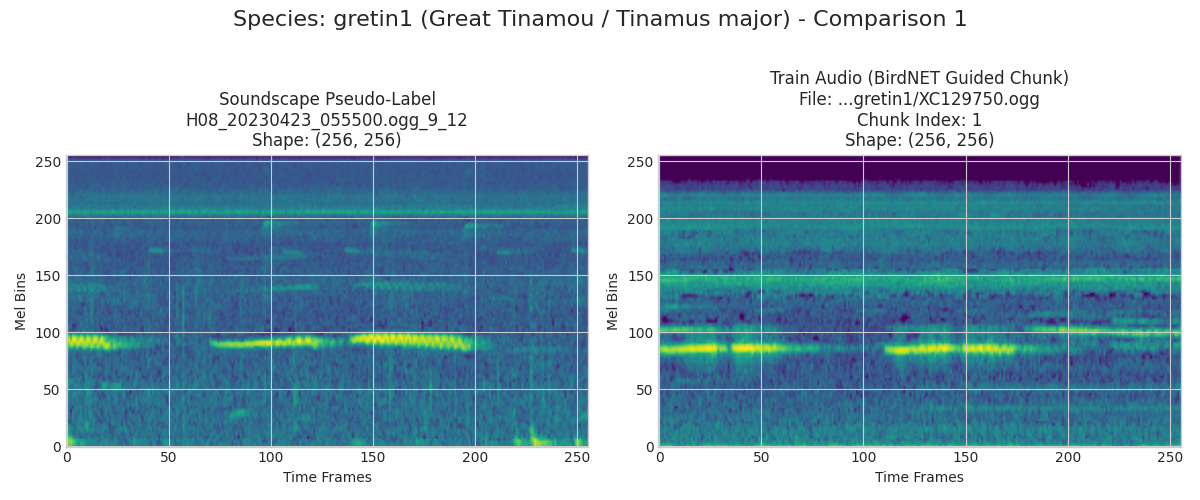 Species: gretin1 (Great Tinamou / Tinamus major) - Comparison 1
Soundscape Pseudo-Label
H08_20230423_055500.ogg_9_12
Shape: (256, 256)
250
200
150
100
50
0
Mel Bins
0 50 100 150 200 250
Time Frames
Train Audio (BirdNET Guided Chunk)
File: ...gretin1/XC129750.ogg
Chunk Index: 1
Shape: (256, 256)
250
200
150
100
50
0
Mel Bins
0 50 100 150 200 250
Time Frames